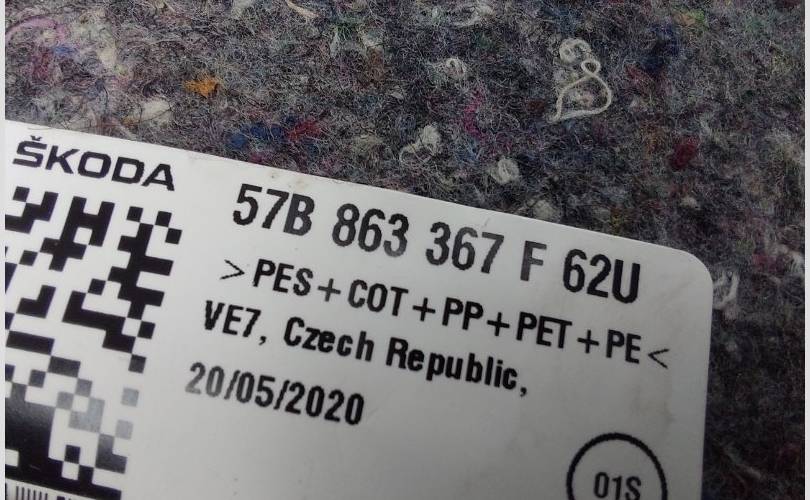 ŠKODA
57B 863 367 F 62U
>PES+COT+PP+PET+PE<
VE7, Czech Republic,
20/05/2020
01S